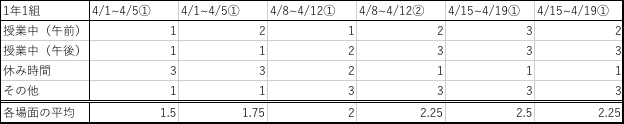 1年1組 4/1~4/5① 4/1~4/5① 4/8~4/12① 4/8~4/12② 4/15~4/19① 4/15~4/19①
授業中（午前） 1 2 1 2 3 2
授業中（午後） 1 1 2 3 3 3
休み時間 3 3 2 1 1 1
その他 1 1 3 3 3 3
各場面の平均 1.5 1.75 2 2.25 2.5 2.25